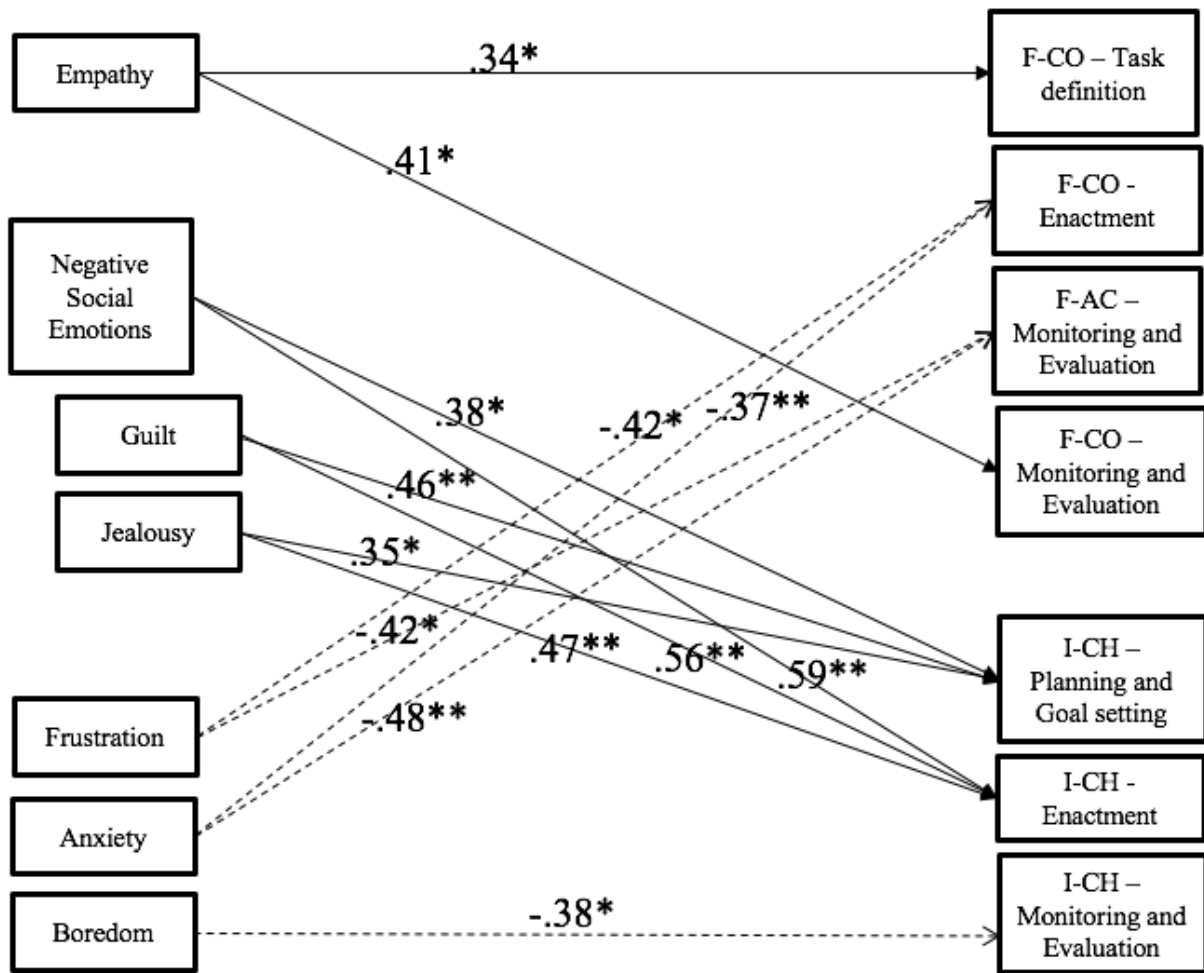 Empathy
.34*
F-CO – Task
definition
.41*
F-CO -
Enactment
Negative
Social
Emotions
F-AC –
Monitoring and
Evaluation
-.42*
-.37**
.38*
Guilt
F-CO –
Monitoring and
Evaluation
.46**
Jealousy
.35*
-.42*
.47**
.56**
.59**
I-CH –
Planning and
Goal setting
-.48**
Frustration
I-CH -
Enactment
Anxiety
Boredom
-.38*
I-CH –
Monitoring and
Evaluation